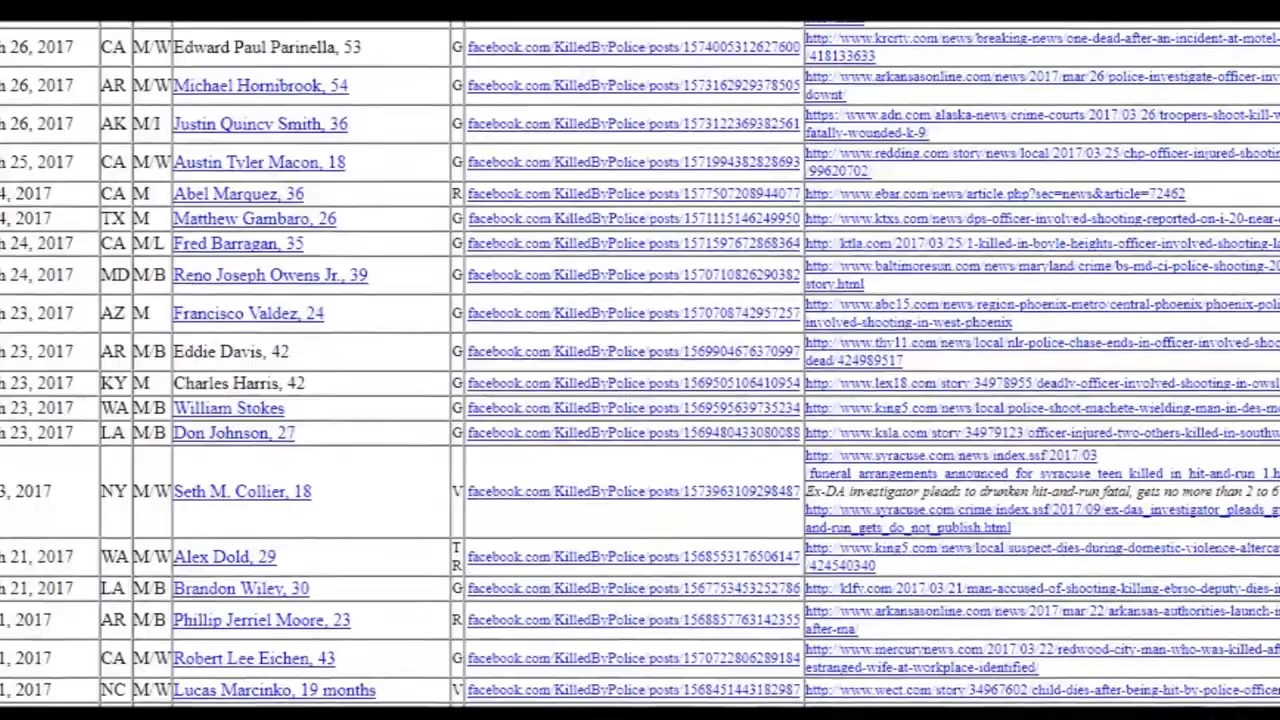 h 26, 2017 CA M/W Edward Paul Parinella, 53 G facebook.com/KilledByPolice/posts/1574005312627600 http://www.krcrtv.com/news/breaking-news/one-dead-after-an-incident-at-motel-
/418133633
h 26, 2017 AR M/W Michael Hornibrook, 54 G facebook.com/KilledByPolice/posts/1573162929378505 http://www.arkansasonline.com/news/2017/mar/26/police-investigate-officer-inv
downt/
h 26, 2017 AK M/I Justin Quincy Smith, 36 G facebook.com/KilledByPolice/posts/1573122369382561 https://www.adn.com/alaska-news/crime-courts/2017/03/26/troopers-shoot-kill-w
fatally-wounded-k-9/
h 25, 2017 CA M/W Austin Tyler Macon, 18 G facebook.com/KilledByPolice/posts/1571994382828693 http://www.redding.com/story/news/local/2017/03/25/chp-officer-injured-shootin
/99620702/
4, 2017 CA M Abel Marquez, 36 R facebook.com/KilledByPolice/posts/1577507208944077 http://www.ebar.com/news/article.php?sec=news&article=72462
4, 2017 TX M Matthew Gambaro, 26 G facebook.com/KilledByPolice/posts/1571115146249950 http://www.ktxs.com/news/dps-officer-involved-shooting-reported-on-i-20-near-
h 24, 2017 CA M/L Fred Barragan, 35 G facebook.com/KilledByPolice/posts/1571597672868364 http://ktla.com/2017/03/25/1-killed-in-boyle-heights-officer-involved-shooting-l
h 24, 2017 MD M/B Reno Joseph Owens Jr., 39 G facebook.com/KilledByPolice/posts/1570710826290382 http://www.baltimoresun.com/news/maryland/crime/bs-md-ci-police-shooting-20
story.html
h 23, 2017 AZ M Francisco Valdez, 24 G facebook.com/KilledByPolice/posts/1570708742957257 http://www.abc15.com/news/region-phoenix-metro/central-phoenix/phoenix-poli
involved-shooting-in-west-phoenix
h 23, 2017 AR M/B Eddie Davis, 42 G facebook.com/KilledByPolice/posts/1569904676370997 http://www.thv11.com/news/local/nlr-police-chase-ends-in-officer-involved-shoo
dead/424989517
h 23, 2017 KY M Charles Harris, 42 G facebook.com/KilledByPolice/posts/1569505106410954 http://www.lex18.com/story/34978955/deadly-officer-involved-shooting-in-owsl
h 23, 2017 WA M/B William Stokes G facebook.com/KilledByPolice/posts/1569595639735234 http://www.king5.com/news/local/police-shoot-machete-wielding-man-in-des-m
h 23, 2017 LA M/B Don Johnson, 27 G facebook.com/KilledByPolice/posts/1569480433080088 http://www.ksla.com/story/34979123/officer-injured-two-others-killed-in-southw
http://www.syracuse.com/news/index.ssf/2017/03
/funeral_arrangements_announced_for_syracuse_teen_killed_in_hit-and-run_1.h
3, 2017 NY M/W Seth M. Collier, 18 V facebook.com/KilledByPolice/posts/1573963109298487 Ex-DA investigator pleads to drunken hit-and-run fatal, gets no more than 2 to 6
http://www.syracuse.com/crime/index.ssf/2017/09/ex-das_investigator_pleads_g
and-run_gets_do_not_publish.html
h 21, 2017 WA M/W Alex Dold, 29 T facebook.com/KilledByPolice/posts/1568553176506147 http://www.king5.com/news/local/suspect-dies-during-domestic-violence-alterca
R /424540340
h 21, 2017 LA M/B Brandon Wiley, 30 G facebook.com/KilledByPolice/posts/1567753453252786 http://klfy.com/2017/03/21/man-accused-of-shooting-killing-ebrso-deputy-dies-i
1, 2017 AR M/B Phillip Jerriel Moore, 23 R facebook.com/KilledByPolice/posts/1568857763142355 http://www.arkansasonline.com/news/2017/mar/22/arkansas-authorities-launch-i
after-ma/
1, 2017 CA M/W Robert Lee Eichen, 43 G facebook.com/KilledByPolice/posts/1570722806289184 http://www.mercurynews.com/2017/03/22/redwood-city-man-who-was-killed-aft
estranged-wife-at-workplace-identified/
1, 2017 NC M/W Lucas Marcinko, 19 months V facebook.com/KilledByPolice/posts/1568451443182987 http://www.wect.com/story/34967602/child-dies-after-being-hit-by-police-officer